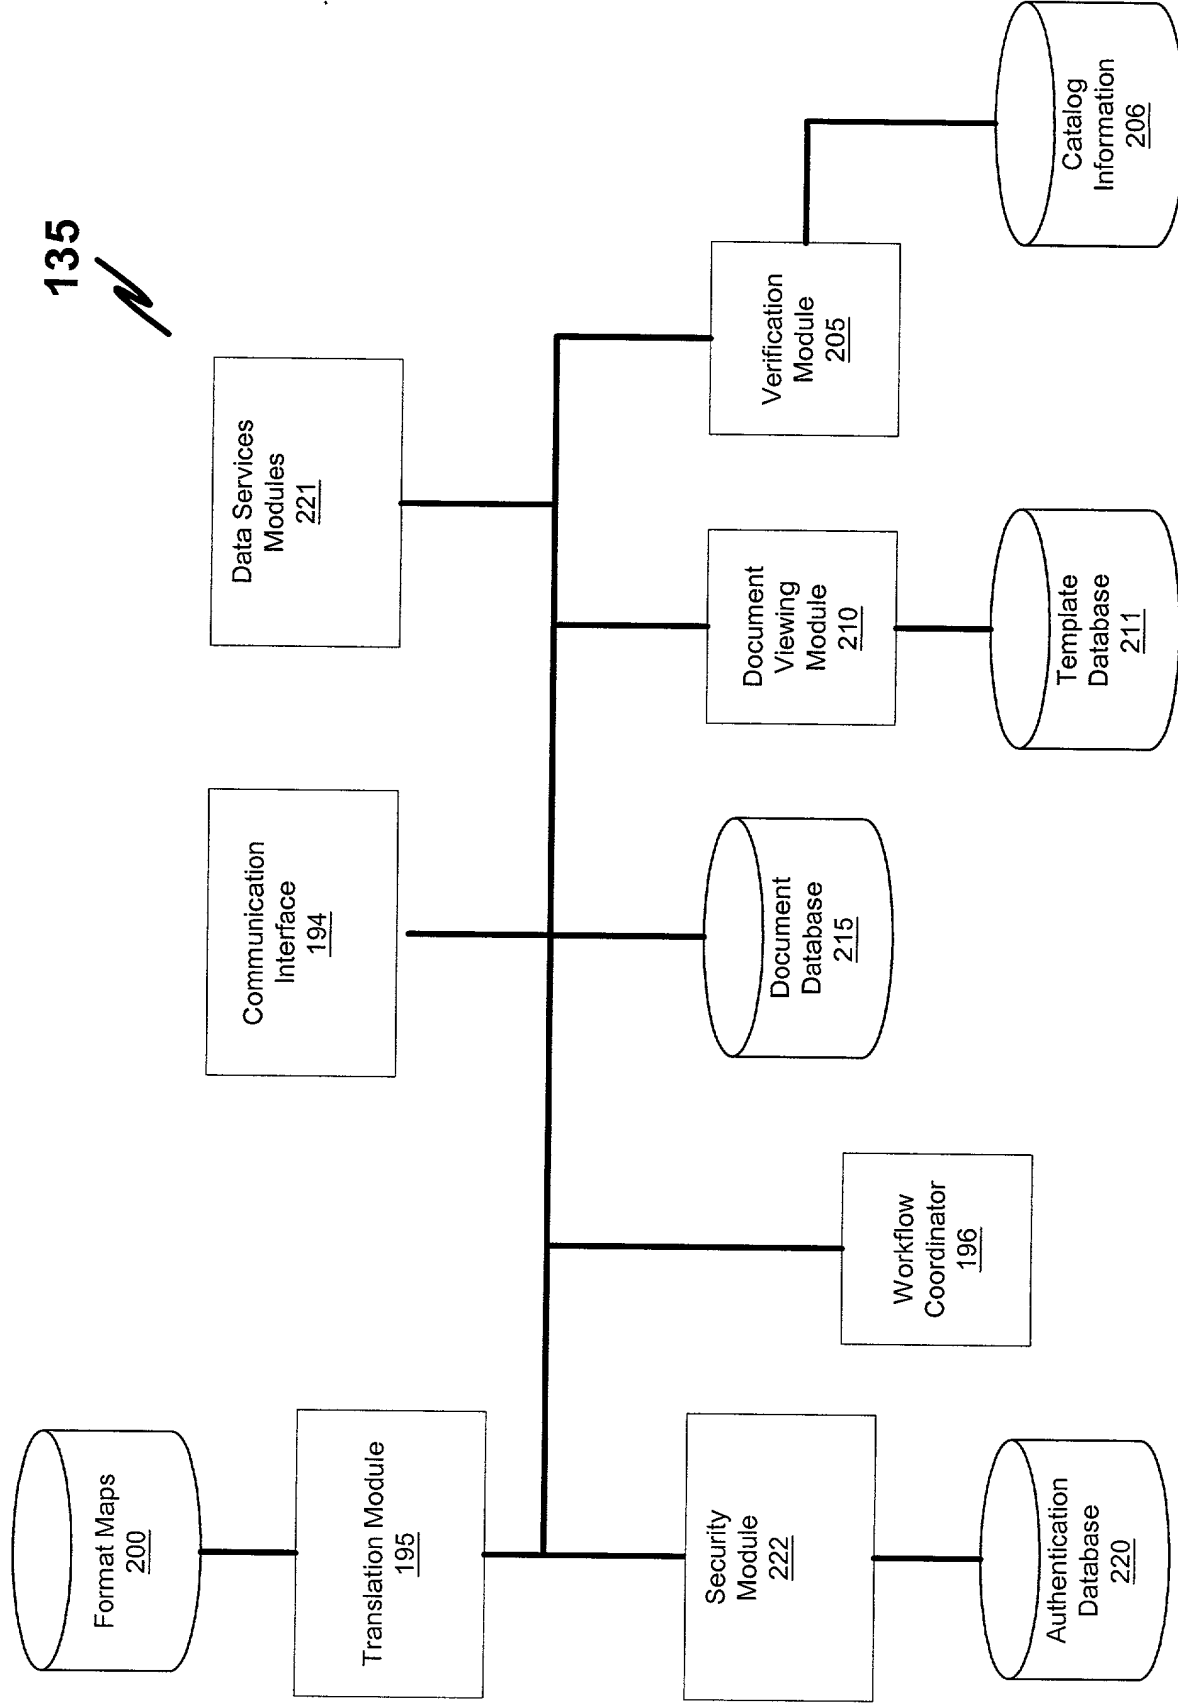 135
Format Maps
200
Translation Module
195
Communication
Interface
194
Data Services
Modules
221
Security
Module
222
Authentication
Database
220
Workflow
Coordinator
196
Document
Database
215
Document
Viewing
Module
210
Template
Database
211
Verification
Module
205
Catalog
Information
206